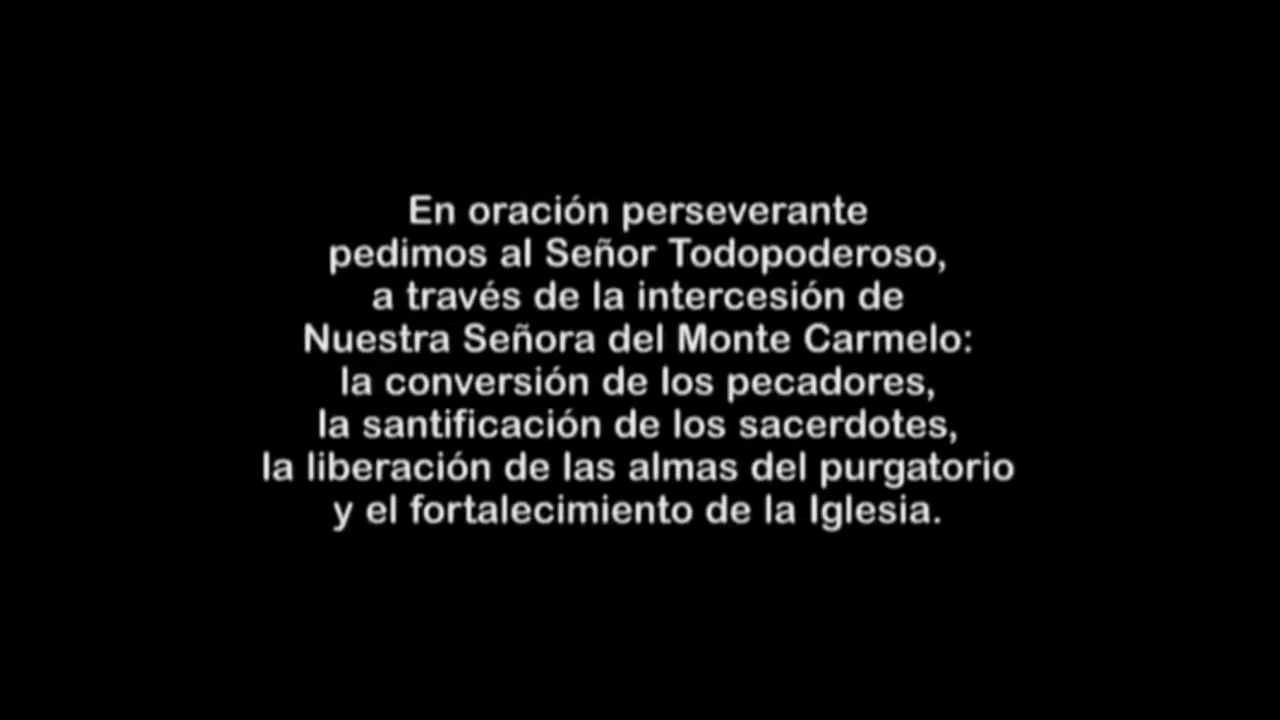 En oración perseverante
pedimos al Señor Todopoderoso,
a través de la intercesión de
Nuestra Señora del Monte Carmelo:
la conversión de los pecadores,
la santificación de los sacerdotes,
la liberación de las almas del purgatorio
y el fortalecimiento de la Iglesia.